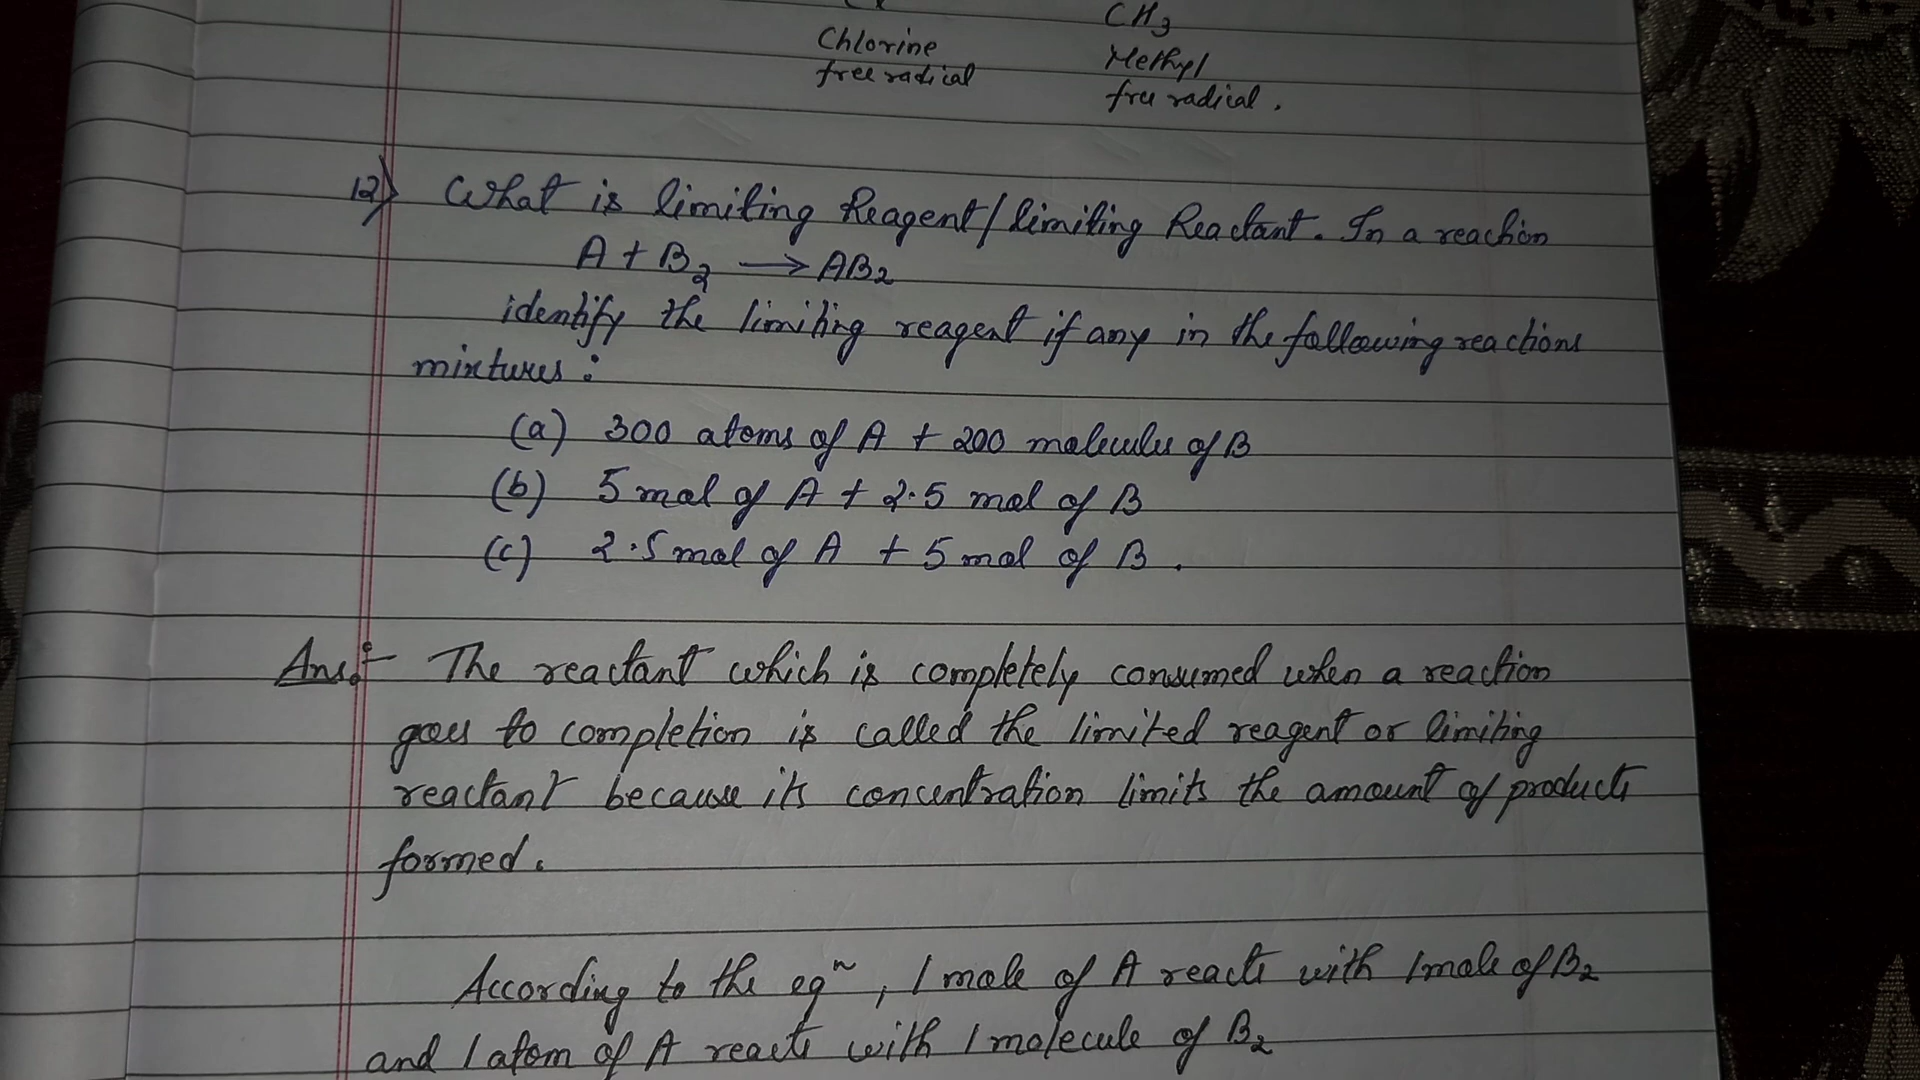 CH3
Chlorine
free radical
Methyl
free radical.
12) What is limiting Reagent/limiting Reactant. In a reaction
A + B2 → AB2
identify the limiting reagent if any in the following reactions
mixtures:
(a) 300 atoms of A + 200 molecules of B
(b) 5 mol of A + 2.5 mol of B
(c) 2.5 mol of A + 5 mol of B.
Ans:- The reactant which is completely consumed when a reaction
goes to completion is called the limited reagent or limiting
reactant because its concentration limits the amount of products
formed.
According to the eqn, 1 mole of A reacts with 1 mole of B2
and 1 atom of A reacts with 1 molecule of B2